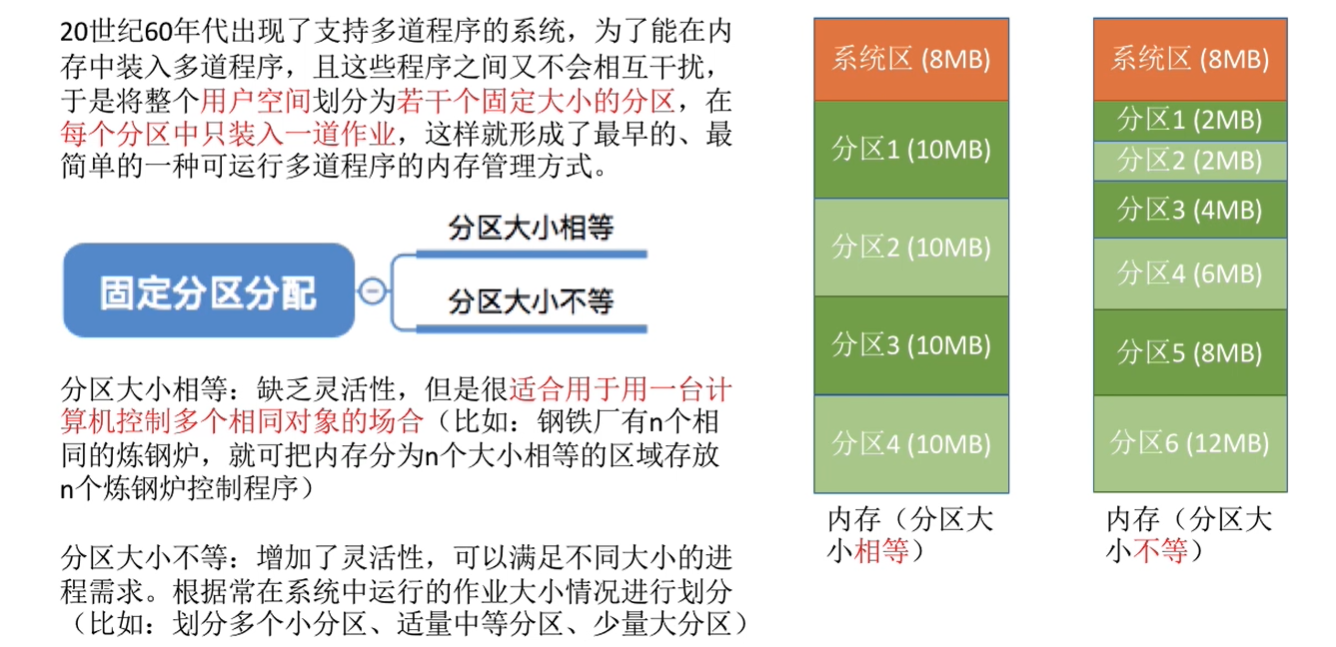 20世纪60年代出现了支持多道程序的系统，为了能在内
存中装入多道程序，且这些程序之间又不会相互干扰，
于是将整个用户空间划分为若干个固定大小的分区，在
每个分区中只装入一道作业，这样就形成了最早的、最
简单的一种可运行多道程序的内存管理方式。
固定分区分配
分区大小相等
分区大小不等
分区大小相等：缺乏灵活性，但是很适合用于用一台计
算机控制多个相同对象的场合（比如：钢铁厂有n个相
同的炼钢炉，就可把内存分为n个大小相等的区域存放
n个炼钢炉控制程序）
分区大小不等：增加了灵活性，可以满足不同大小的进
程需求。根据常在系统中运行的作业大小情况进行划分
（比如：划分多个小分区、适量中等分区、少量大分区）
系统区 (8MB)
分区1 (10MB)
分区2 (10MB)
分区3 (10MB)
分区4 (10MB)
内存（分区大
小相等）
系统区 (8MB)
分区1 (2MB)
分区2 (2MB)
分区3 (4MB)
分区4 (6MB)
分区5 (8MB)
分区6 (12MB)
内存（分区大
小不等）